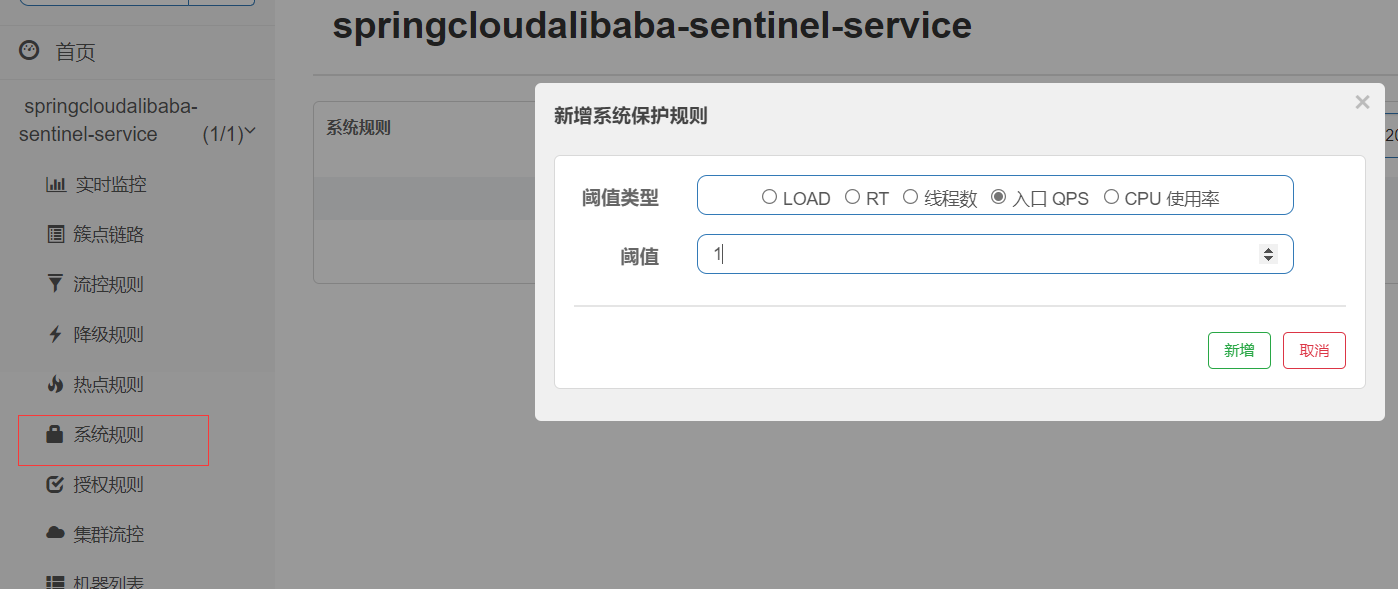 springcloudalibaba-sentinel-service
首页
springcloudalibaba-
sentinel-service (1/1)
实时监控
簇点链路
流控规则
降级规则
热点规则
系统规则
授权规则
集群流控
机器列表
系统规则
20
新增系统保护规则
×
阈值类型 LOAD RT 线程数 入口 QPS CPU 使用率
阈值 1
新增 取消